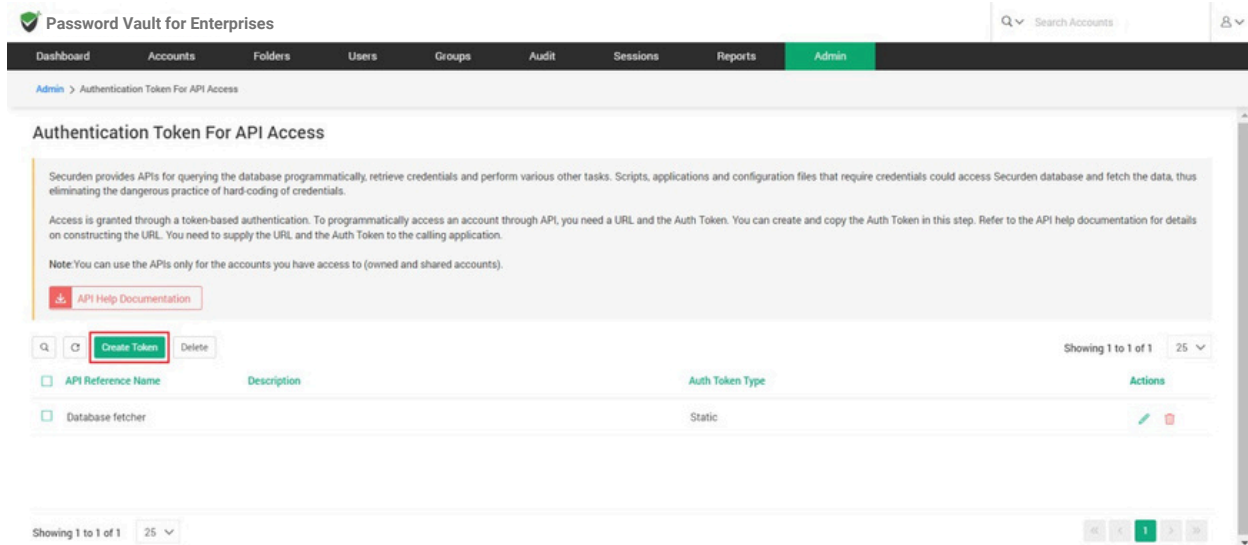 Password Vault for Enterprises
Search Accounts
Dashboard Accounts Folders Users Groups Audit Sessions Reports Admin
Admin > Authentication Token For API Access
Authentication Token For API Access
Securden provides APIs for querying the database programmatically, retrieve credentials and perform various other tasks. Scripts, applications and configuration files that require credentials could access Securden database and fetch the data, thus
eliminating the dangerous practice of hard-coding of credentials.
Access is granted through a token-based authentication. To programmatically access an account through API, you need a URL and the Auth Token. You can create and copy the Auth Token in this step. Refer to the API help documentation for details
on constructing the URL. You need to supply the URL and the Auth Token to the calling application.
Note:You can use the APIs only for the accounts you have access to (owned and shared accounts).
API Help Documentation
Create Token Delete Showing 1 to 1 of 1 25
API Reference Name Description Auth Token Type Actions
Database fetcher Static
Showing 1 to 1 of 1 25 « < 1 > »